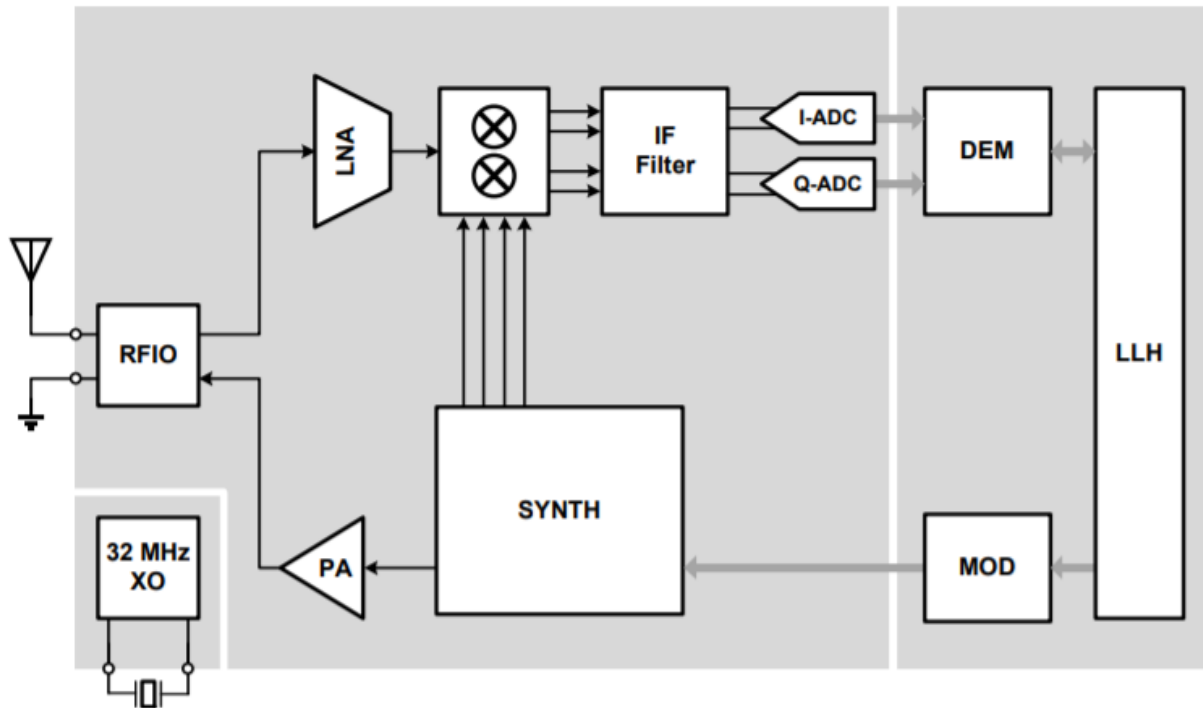 LNA
IF
Filter
I-ADC
Q-ADC
DEM
LLH
RFIO
SYNTH
32 MHz
XO
PA
MOD